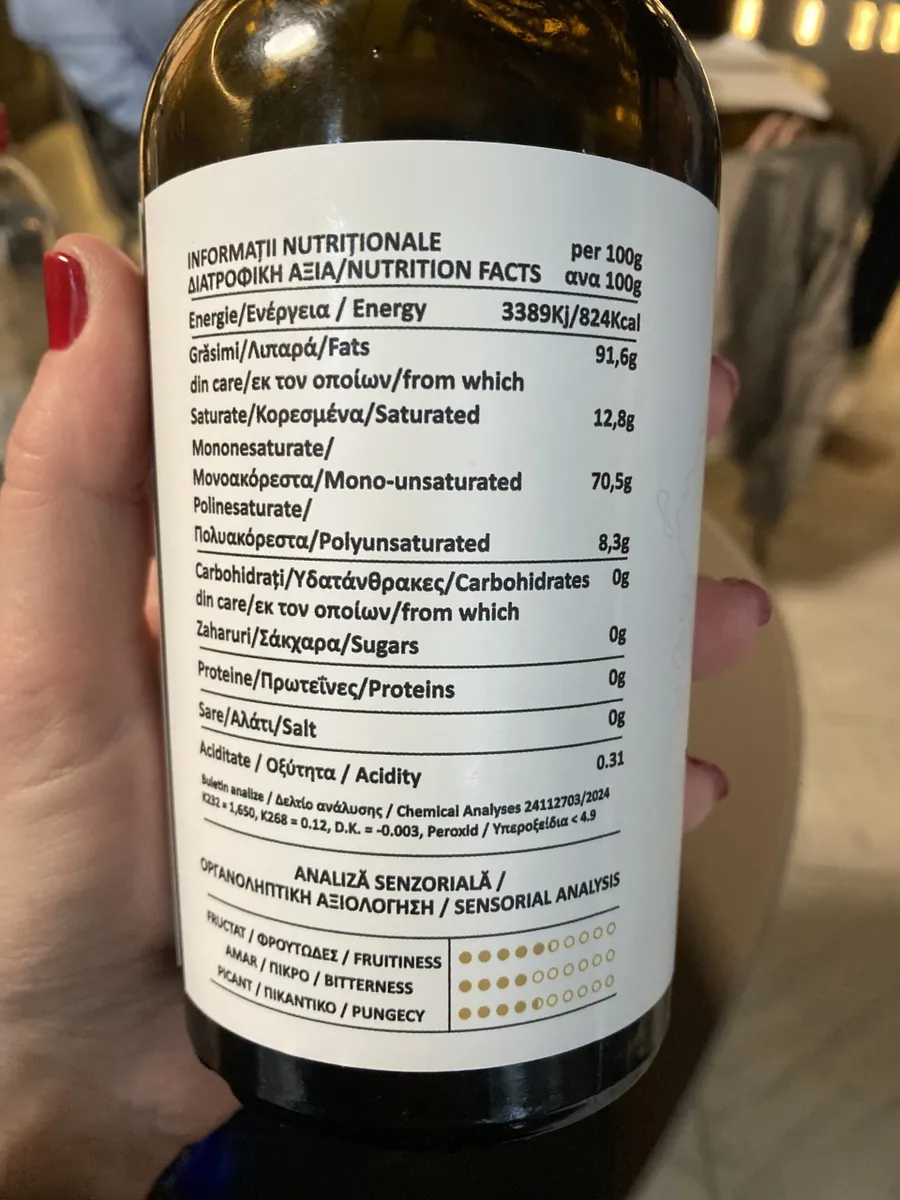 INFORMAȚII NUTRIȚIONALE per 100g
ΔΙΑΤΡΟΦΙΚΗ ΑΞΙΑ/NUTRITION FACTS ανα 100g
Energie/Ενέργεια / Energy 3389Kj/824Kcal
Grăsimi/Λιπαρά/Fats 91,6g
din care/εκ τον οποίων/from which
Saturate/Κορεσμένα/Saturated 12,8g
Mononesaturate/
Μονοακόρεστα/Mono-unsaturated 70,5g
Polinesaturate/
Πολυακόρεστα/Polyunsaturated 8,3g
Carbohidrați/Υδατάνθρακες/Carbohidrates 0g
din care/εκ τον οποίων/from which
Zaharuri/Σάκχαρα/Sugars 0g
Proteine/Πρωτεΐνες/Proteins 0g
Sare/Αλάτι/Salt 0g
Aciditate / Οξύτητα / Acidity 0.31
Buletin analize / Δελτίο ανάλυσης / Chemical Analyses 24112703/2024
K232 = 1,650, K268 = 0.12, D.K. = -0.003, Peroxid / Υπεροξείδια < 4.9
ANALIZĂ SENZORIALĂ /
ΟΡΓΑΝΟΛΗΠΤΙΚΗ ΑΞΙΟΛΟΓΗΣΗ / SENSORIAL ANALYSIS
FRUCTAT / ΦΡΟΥΤΩΔΕΣ / FRUITINESS
AMAR / ΠΙΚΡΟ / BITTERNESS
PICANT / ΠΙΚΑΝΤΙΚΟ / PUNGECY